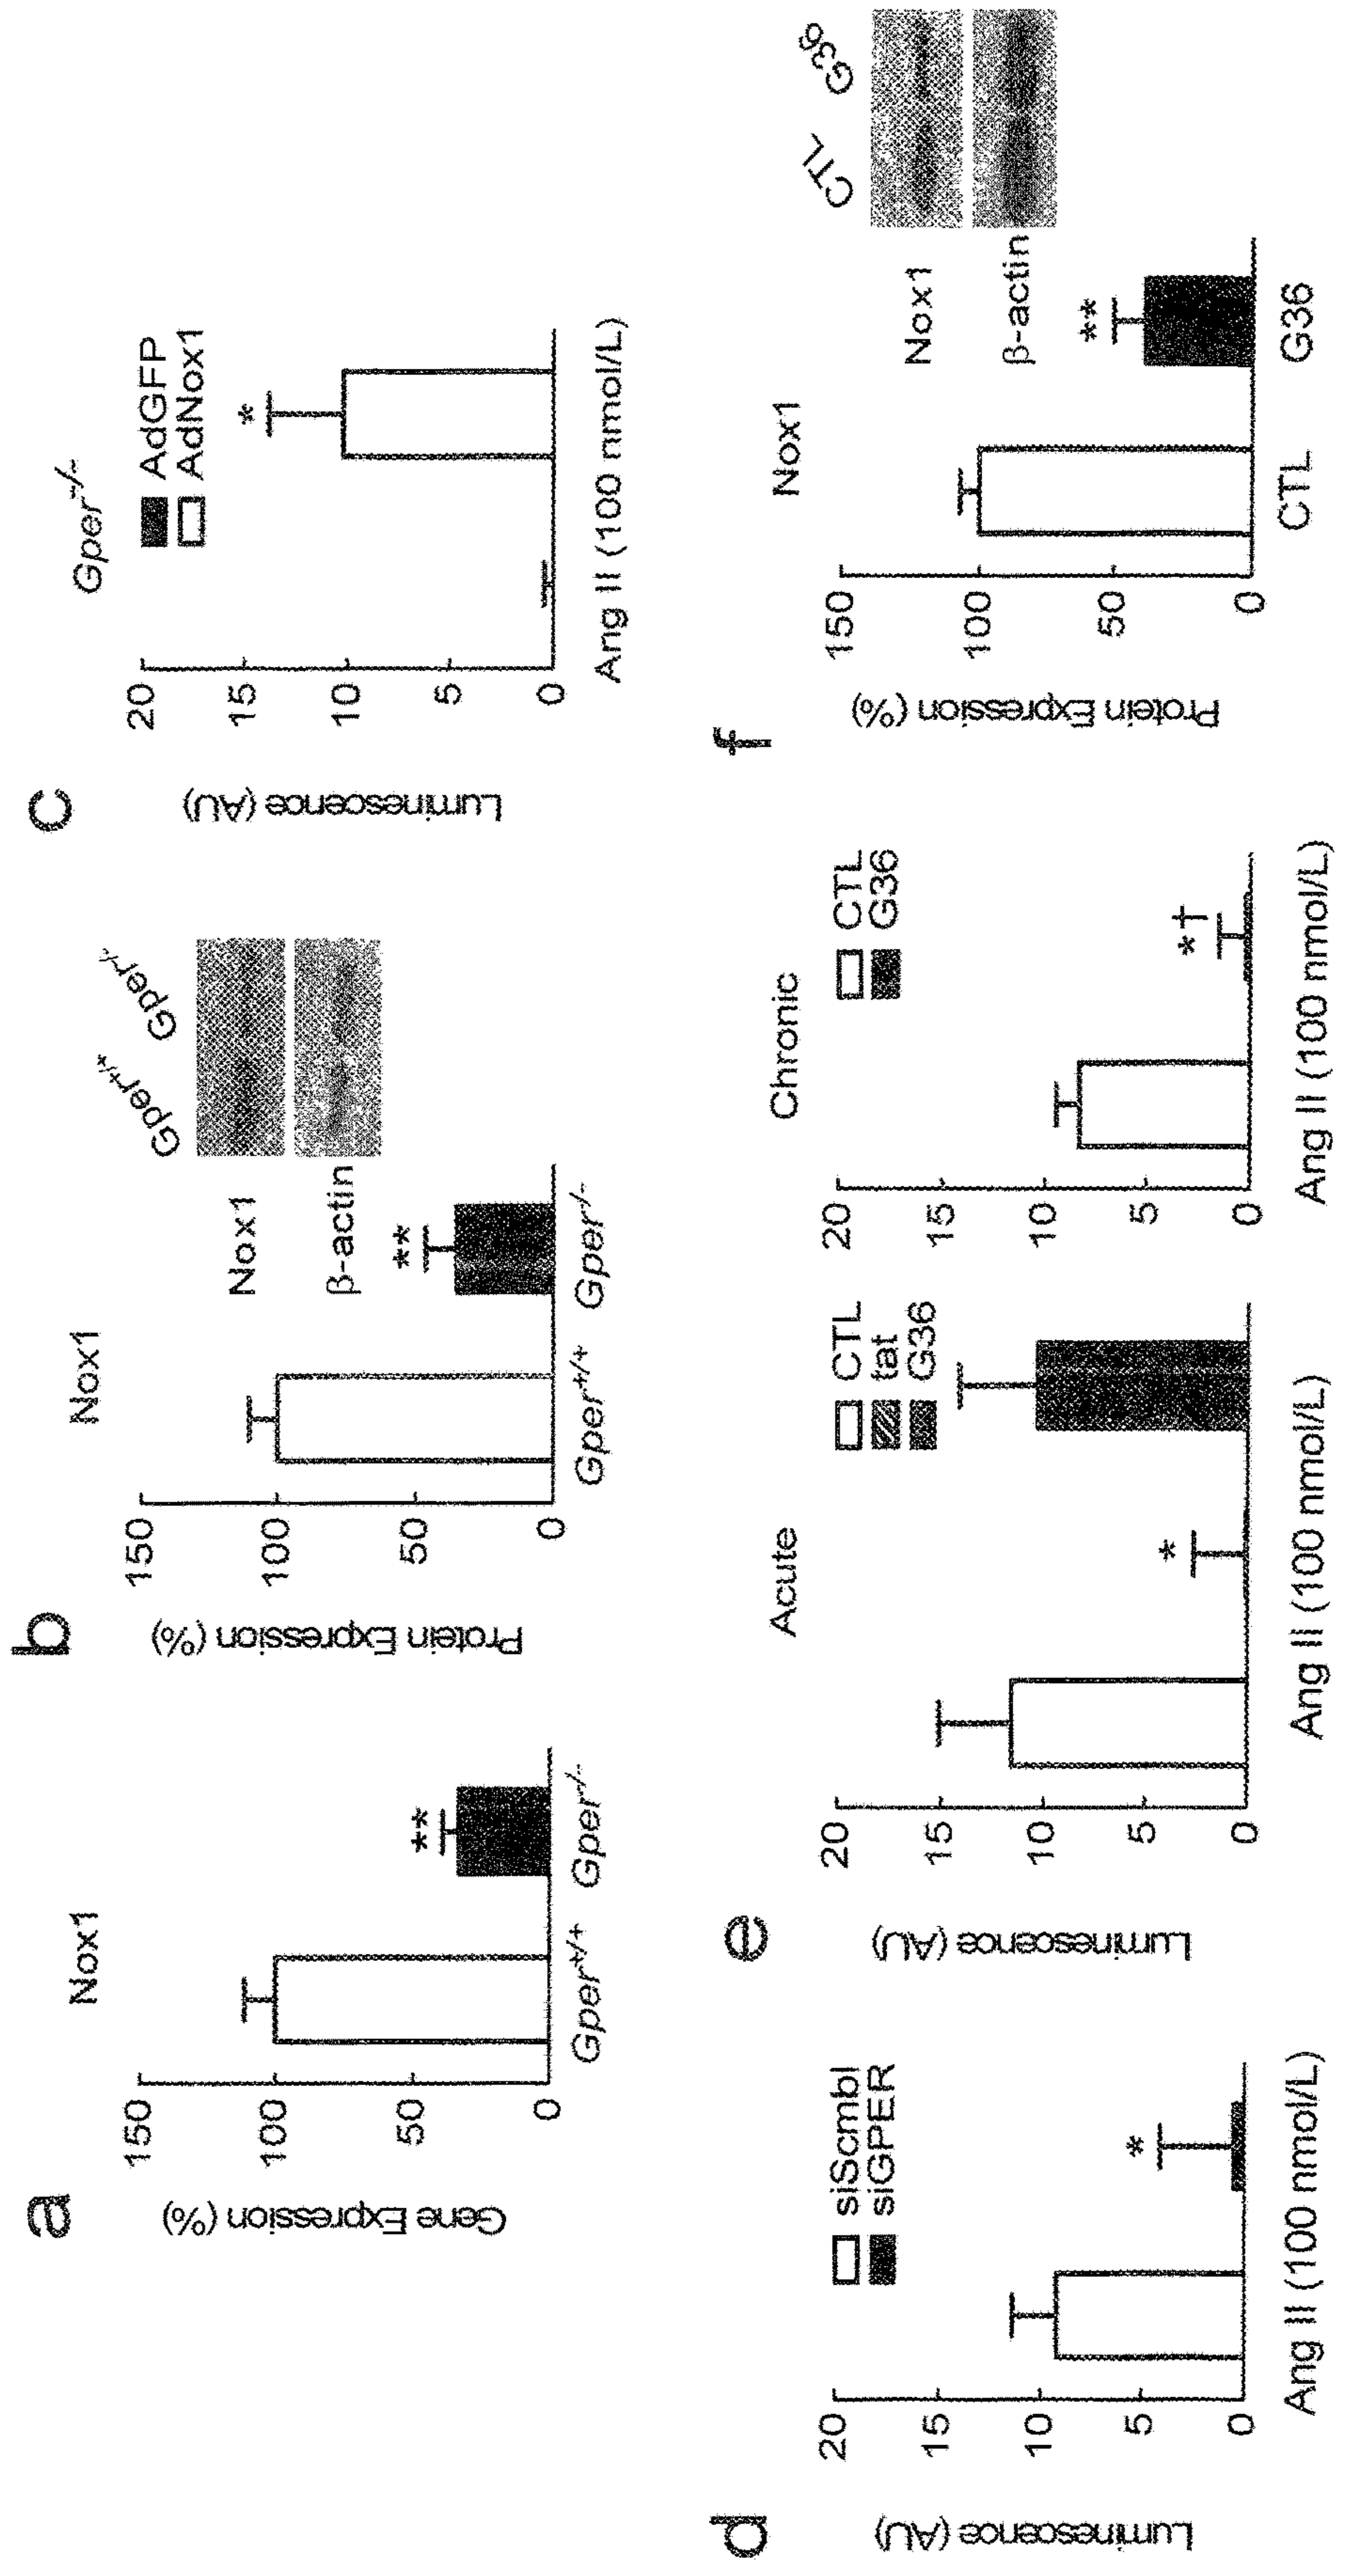 a
Nox1
Gene Expression (%)
150
100
50
0
Gper+/+ Gper-/-
**
b
Nox1
Protein Expression (%)
150
100
50
0
Gper+/+ Gper-/-
**
Gper+/+ Gper-/-
Nox1
β-actin
c
Gper-/-
AdGFP
AdNox1
Luminescence (AU)
20
15
10
5
0
*
Ang II (100 nmol/L)
d
siScmbl
siGPER
Luminescence (AU)
20
15
10
5
0
*
Ang II (100 nmol/L)
e
Acute
CTL
tat
G36
Luminescence (AU)
20
15
10
5
0
*
Ang II (100 nmol/L)
Chronic
CTL
G36
20
15
10
5
0
*†
Ang II (100 nmol/L)
f
Nox1
Protein Expression (%)
150
100
50
0
**
CTL G36
CTL G36
Nox1
β-actin